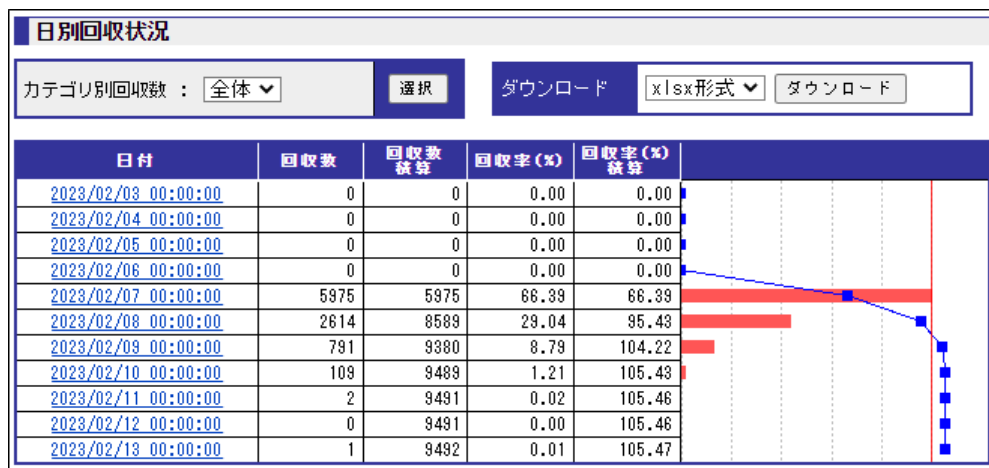 日別回収状況
カテゴリ別回収数 : 全体 選択 ダウンロード xlsx形式 ダウンロード
日付 回収数 回収数積算 回収率(%) 回収率(%)積算
2023/02/03 00:00:00 0 0 0.00 0.00
2023/02/04 00:00:00 0 0 0.00 0.00
2023/02/05 00:00:00 0 0 0.00 0.00
2023/02/06 00:00:00 0 0 0.00 0.00
2023/02/07 00:00:00 5975 5975 66.39 66.39
2023/02/08 00:00:00 2614 8589 29.04 95.43
2023/02/09 00:00:00 791 9380 8.79 104.22
2023/02/10 00:00:00 109 9489 1.21 105.43
2023/02/11 00:00:00 2 9491 0.02 105.46
2023/02/12 00:00:00 0 9491 0.00 105.46
2023/02/13 00:00:00 1 9492 0.01 105.47